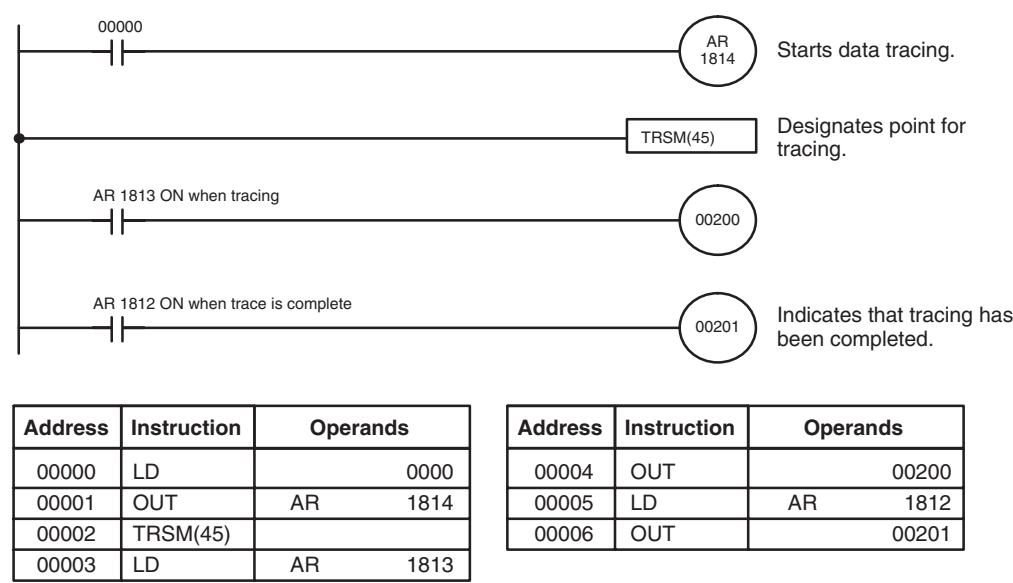 00000
AR
1814
Starts data tracing.
TRSM(45)
Designates point for
tracing.
AR 1813 ON when tracing
00200
AR 1812 ON when trace is complete
00201
Indicates that tracing has
been completed.
Address Instruction Operands
00000 LD 0000
00001 OUT AR 1814
00002 TRSM(45)
00003 LD AR 1813
Address Instruction Operands
00004 OUT 00200
00005 LD AR 1812
00006 OUT 00201